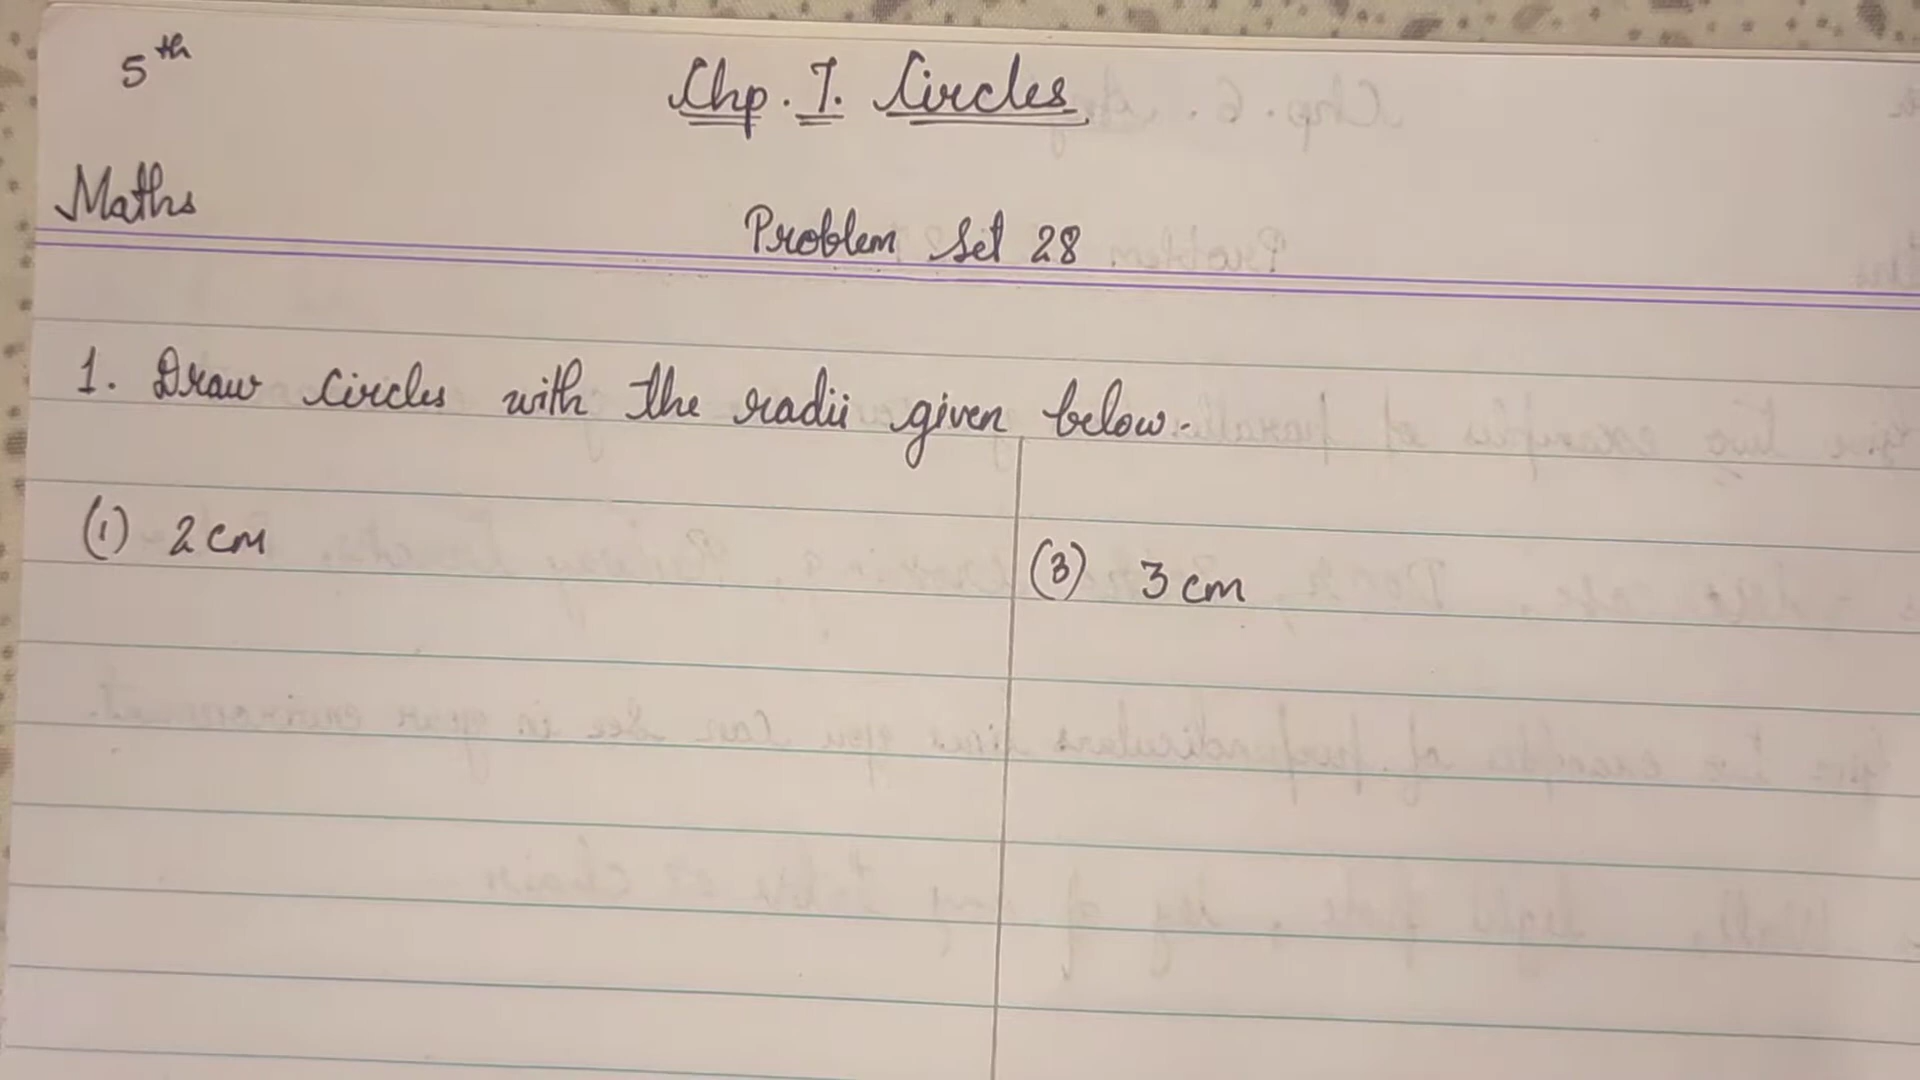 5th
Chp. 7. Circles
Maths
Problem Set 28
1. Draw circles with the radii given below.
(1) 2 cm
(3) 3 cm